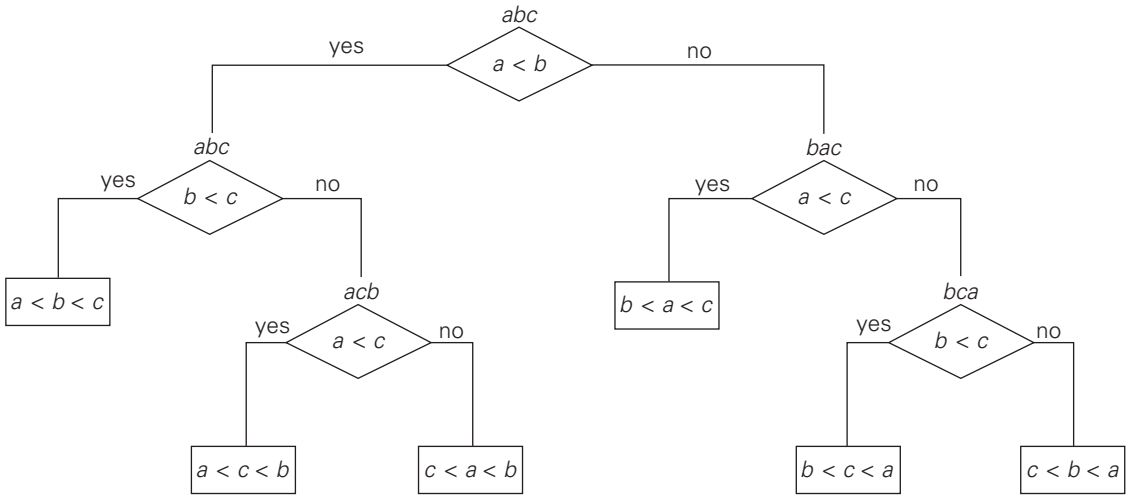 abc
yes
a < b
no
abc
bac
yes
b < c
no
yes
a < c
no
a < b < c
acb
b < a < c
bca
yes
a < c
no
yes
b < c
no
a < c < b
c < a < b
b < c < a
c < b < a